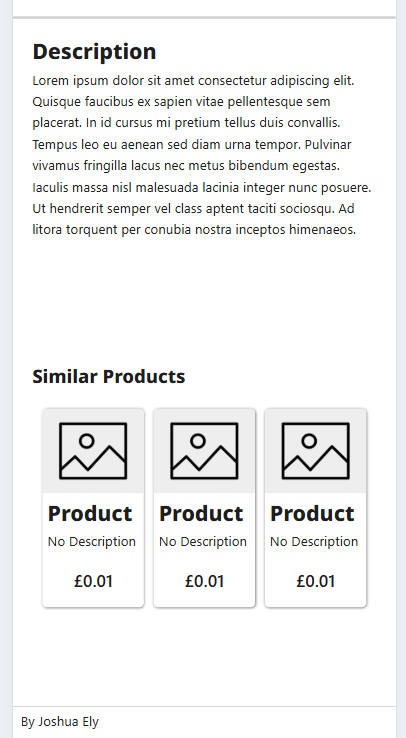 Description
Lorem ipsum dolor sit amet consectetur adipiscing elit.
Quisque faucibus ex sapien vitae pellentesque sem
placerat. In id cursus mi pretium tellus duis convallis.
Tempus leo eu aenean sed diam urna tempor. Pulvinar
vivamus fringilla lacus nec metus bibendum egestas.
Iaculis massa nisl malesuada lacinia integer nunc posuere.
Ut hendrerit semper vel class aptent taciti sociosqu. Ad
litora torquent per conubia nostra inceptos himenaeos.
Similar Products
Product Product Product
No Description No Description No Description
£0.01 £0.01 £0.01
By Joshua Ely